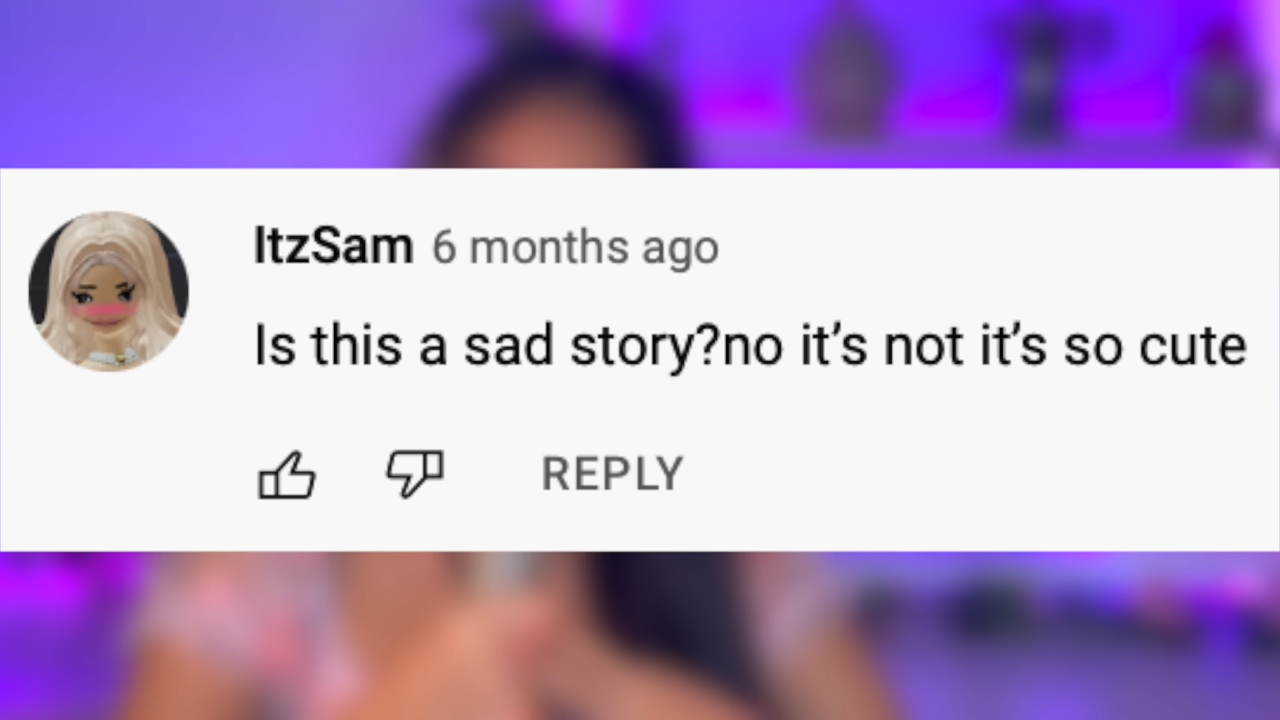 ItzSam 6 months ago
Is this a sad story?no it’s not it’s so cute
REPLY